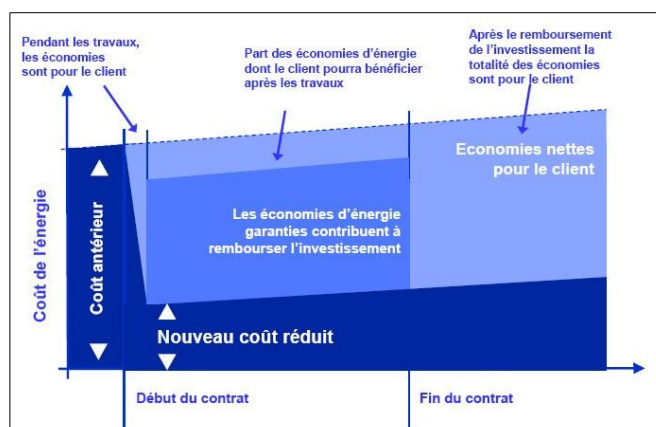 Pendant les travaux,
les économies
sont pour le client
Part des économies d'énergie
dont le client pourra bénéficier
après les travaux
Après le remboursement
de l'investissement la
totalité des économies
sont pour le client
Coût de l'énergie
Coût antérieur
Economies nettes
pour le client
Les économies d'énergie
garanties contribuent à
rembourser l'investissement
Nouveau coût réduit
Début du contrat
Fin du contrat